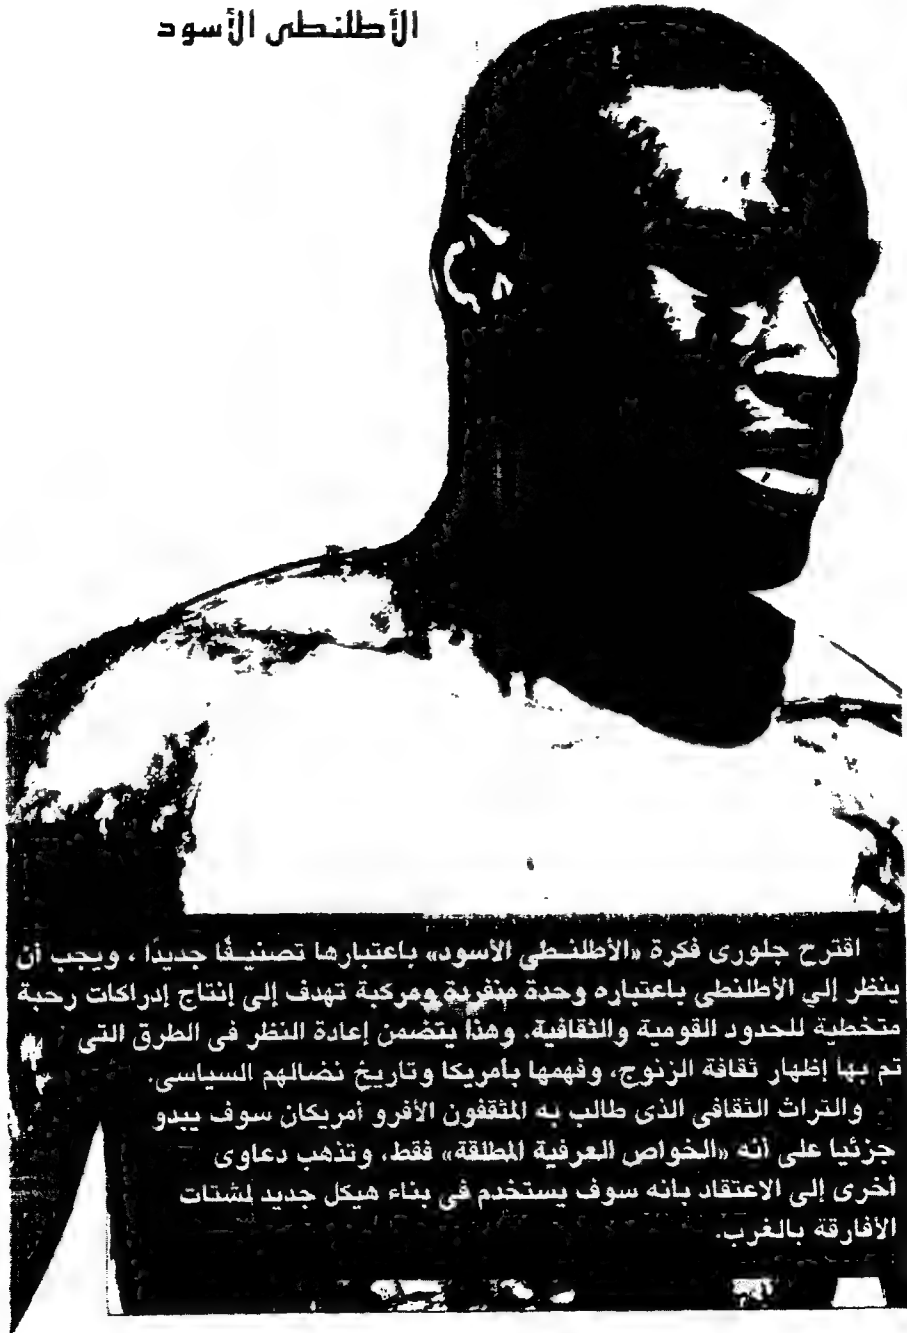 الأطلنطى الأسود
اقترح جلورى فكرة «الأطلنطى الأسود» باعتبارها تصنيفًا جديدًا ، ويجب أن
ينظر إلي الأطلنطى باعتباره وحدة منفردة ومركبة تهدف إلى إنتاج إدراكات رحبة
متخطية للحدود القومية والثقافية. وهذا يتضمن إعادة النظر فى الطرق التى
تم بها إظهار ثقافة الزنوج، وفهمها بأمريكا وتاريخ نضالهم السياسى.
والتراث الثقافى الذى طالب به المثقفون الأفرو أمريكان سوف يبدو
جزئيا على أنه «الخواص العرفية المطلقة» فقط، وتذهب دعاوى
أخرى إلى الاعتقاد بانه سوف يستخدم فى بناء هيكل جديد لشتات
الأفارقة بالغرب.